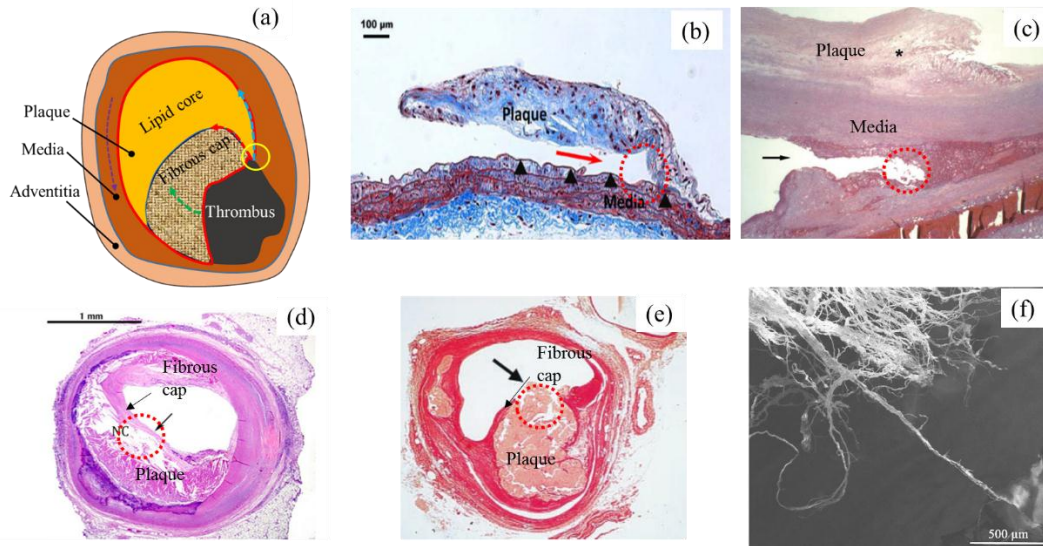 (a)
Plaque
Media
Adventitia
Lipid core
Fibrous cap
Thrombus
100 µm
(b)
Plaque
Media
(c)
Plaque
*
Media
1 mm
(d)
Fibrous
cap
NC
Plaque
(e)
Fibrous
cap
Plaque
(f)
500 µm